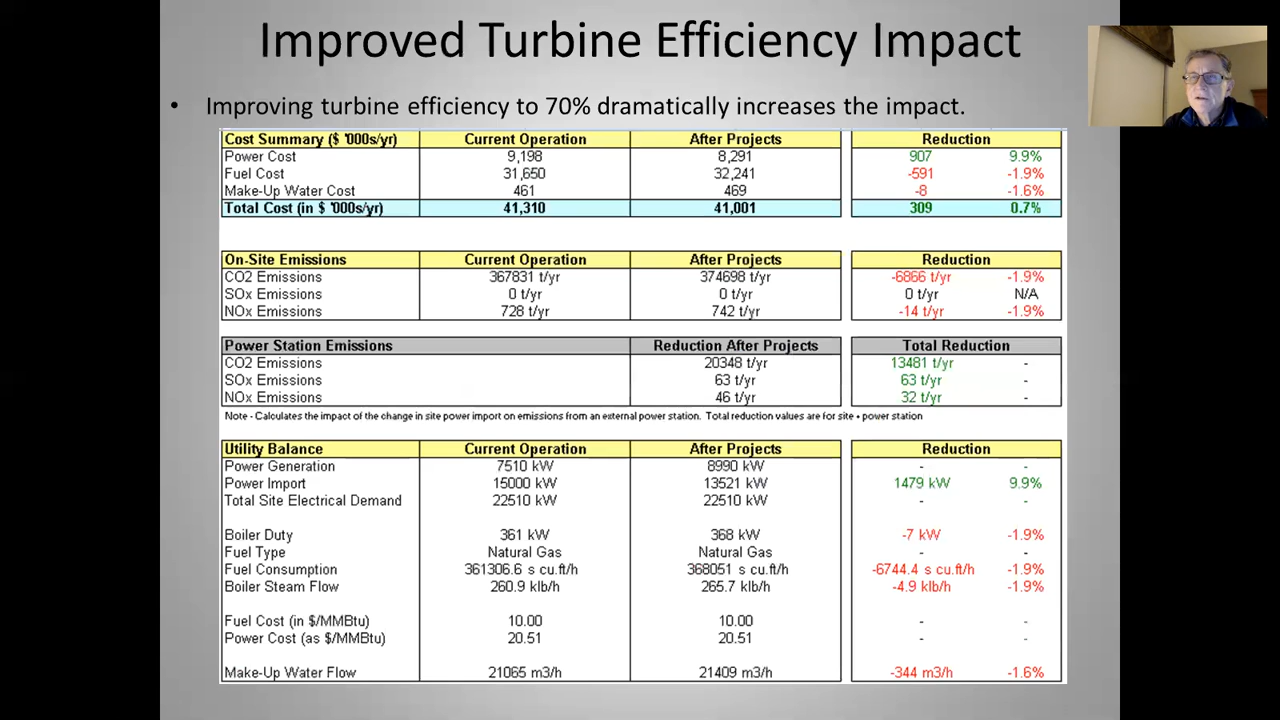 Improved Turbine Efficiency Impact
• Improving turbine efficiency to 70% dramatically increases the impact.
Cost Summary ($ '000s/yr) Current Operation After Projects Reduction
Power Cost 9,198 8,291 907 9.9%
Fuel Cost 31,650 32,241 -591 -1.9%
Make-Up Water Cost 461 469 -8 -1.6%
Total Cost (in $ '000s/yr) 41,310 41,001 309 0.7%
On-Site Emissions Current Operation After Projects Reduction
CO2 Emissions 367831 t/yr 374698 t/yr -6866 t/yr -1.9%
SOx Emissions 0 t/yr 0 t/yr 0 t/yr N/A
NOx Emissions 728 t/yr 742 t/yr -14 t/yr -1.9%
Power Station Emissions Reduction After Projects Total Reduction
CO2 Emissions 20348 t/yr 13481 t/yr -
SOx Emissions 63 t/yr 63 t/yr -
NOx Emissions 46 t/yr 32 t/yr -
Note - Calculates the impact of the change in site power import on emissions from an external power station. Total reduction values are for site + power station
Utility Balance Current Operation After Projects Reduction
Power Generation 7510 kW 8990 kW - -
Power Import 15000 kW 13521 kW 1479 kW 9.9%
Total Site Electrical Demand 22510 kW 22510 kW - -
Boiler Duty 361 kW 368 kW -7 kW -1.9%
Fuel Type Natural Gas Natural Gas - -
Fuel Consumption 361306.6 s cu.ft/h 368051 s cu.ft/h -6744.4 s cu.ft/h -1.9%
Boiler Steam Flow 260.9 klb/h 265.7 klb/h -4.9 klb/h -1.9%
Fuel Cost (in $/MMBtu) 10.00 10.00 - -
Power Cost (as $/MMBtu) 20.51 20.51 - -
Make-Up Water Flow 21065 m3/h 21409 m3/h -344 m3/h -1.6%